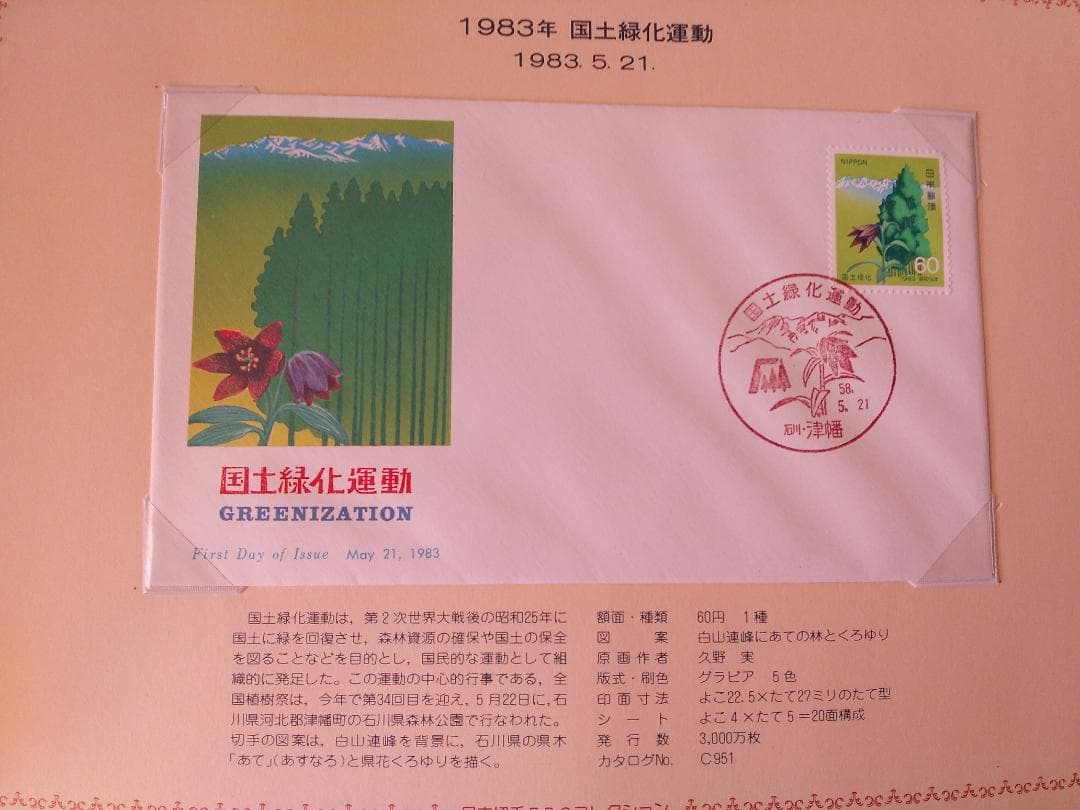 1983年 国土緑化運動
1983. 5. 21.
NIPPON
日本郵便
60
国土緑化
国土緑化運動
58.
5. 21
石川・津幡
国土緑化運動
GREENIZATION
First Day of Issue May 21, 1983
国土緑化運動は，第2次世界大戦後の昭和25年に
国土に緑を回復させ，森林資源の確保や国土の保全
を図ることなどを目的とし，国民的な運動として組
織的に発足した。この運動の中心的行事である，全
国植樹祭は，今年で第34回目を迎え，5月22日に，石
川県河北郡津幡町の石川県森林公園で行なわれた。
切手の図案は，白山連峰を背景に，石川県の県木
「あて」（あすなろ）と県花くろゆりを描く。
額面・種類 60円 1種
図案 白山連峰にあての林とくろゆり
原画作者 久野 実
版式・刷色 グラビア 5色
印面寸法 よこ22.5×たて27ミリのたて型
シート よこ4×たて5＝20面構成
発行数 3,000万枚
カタログNo. C951